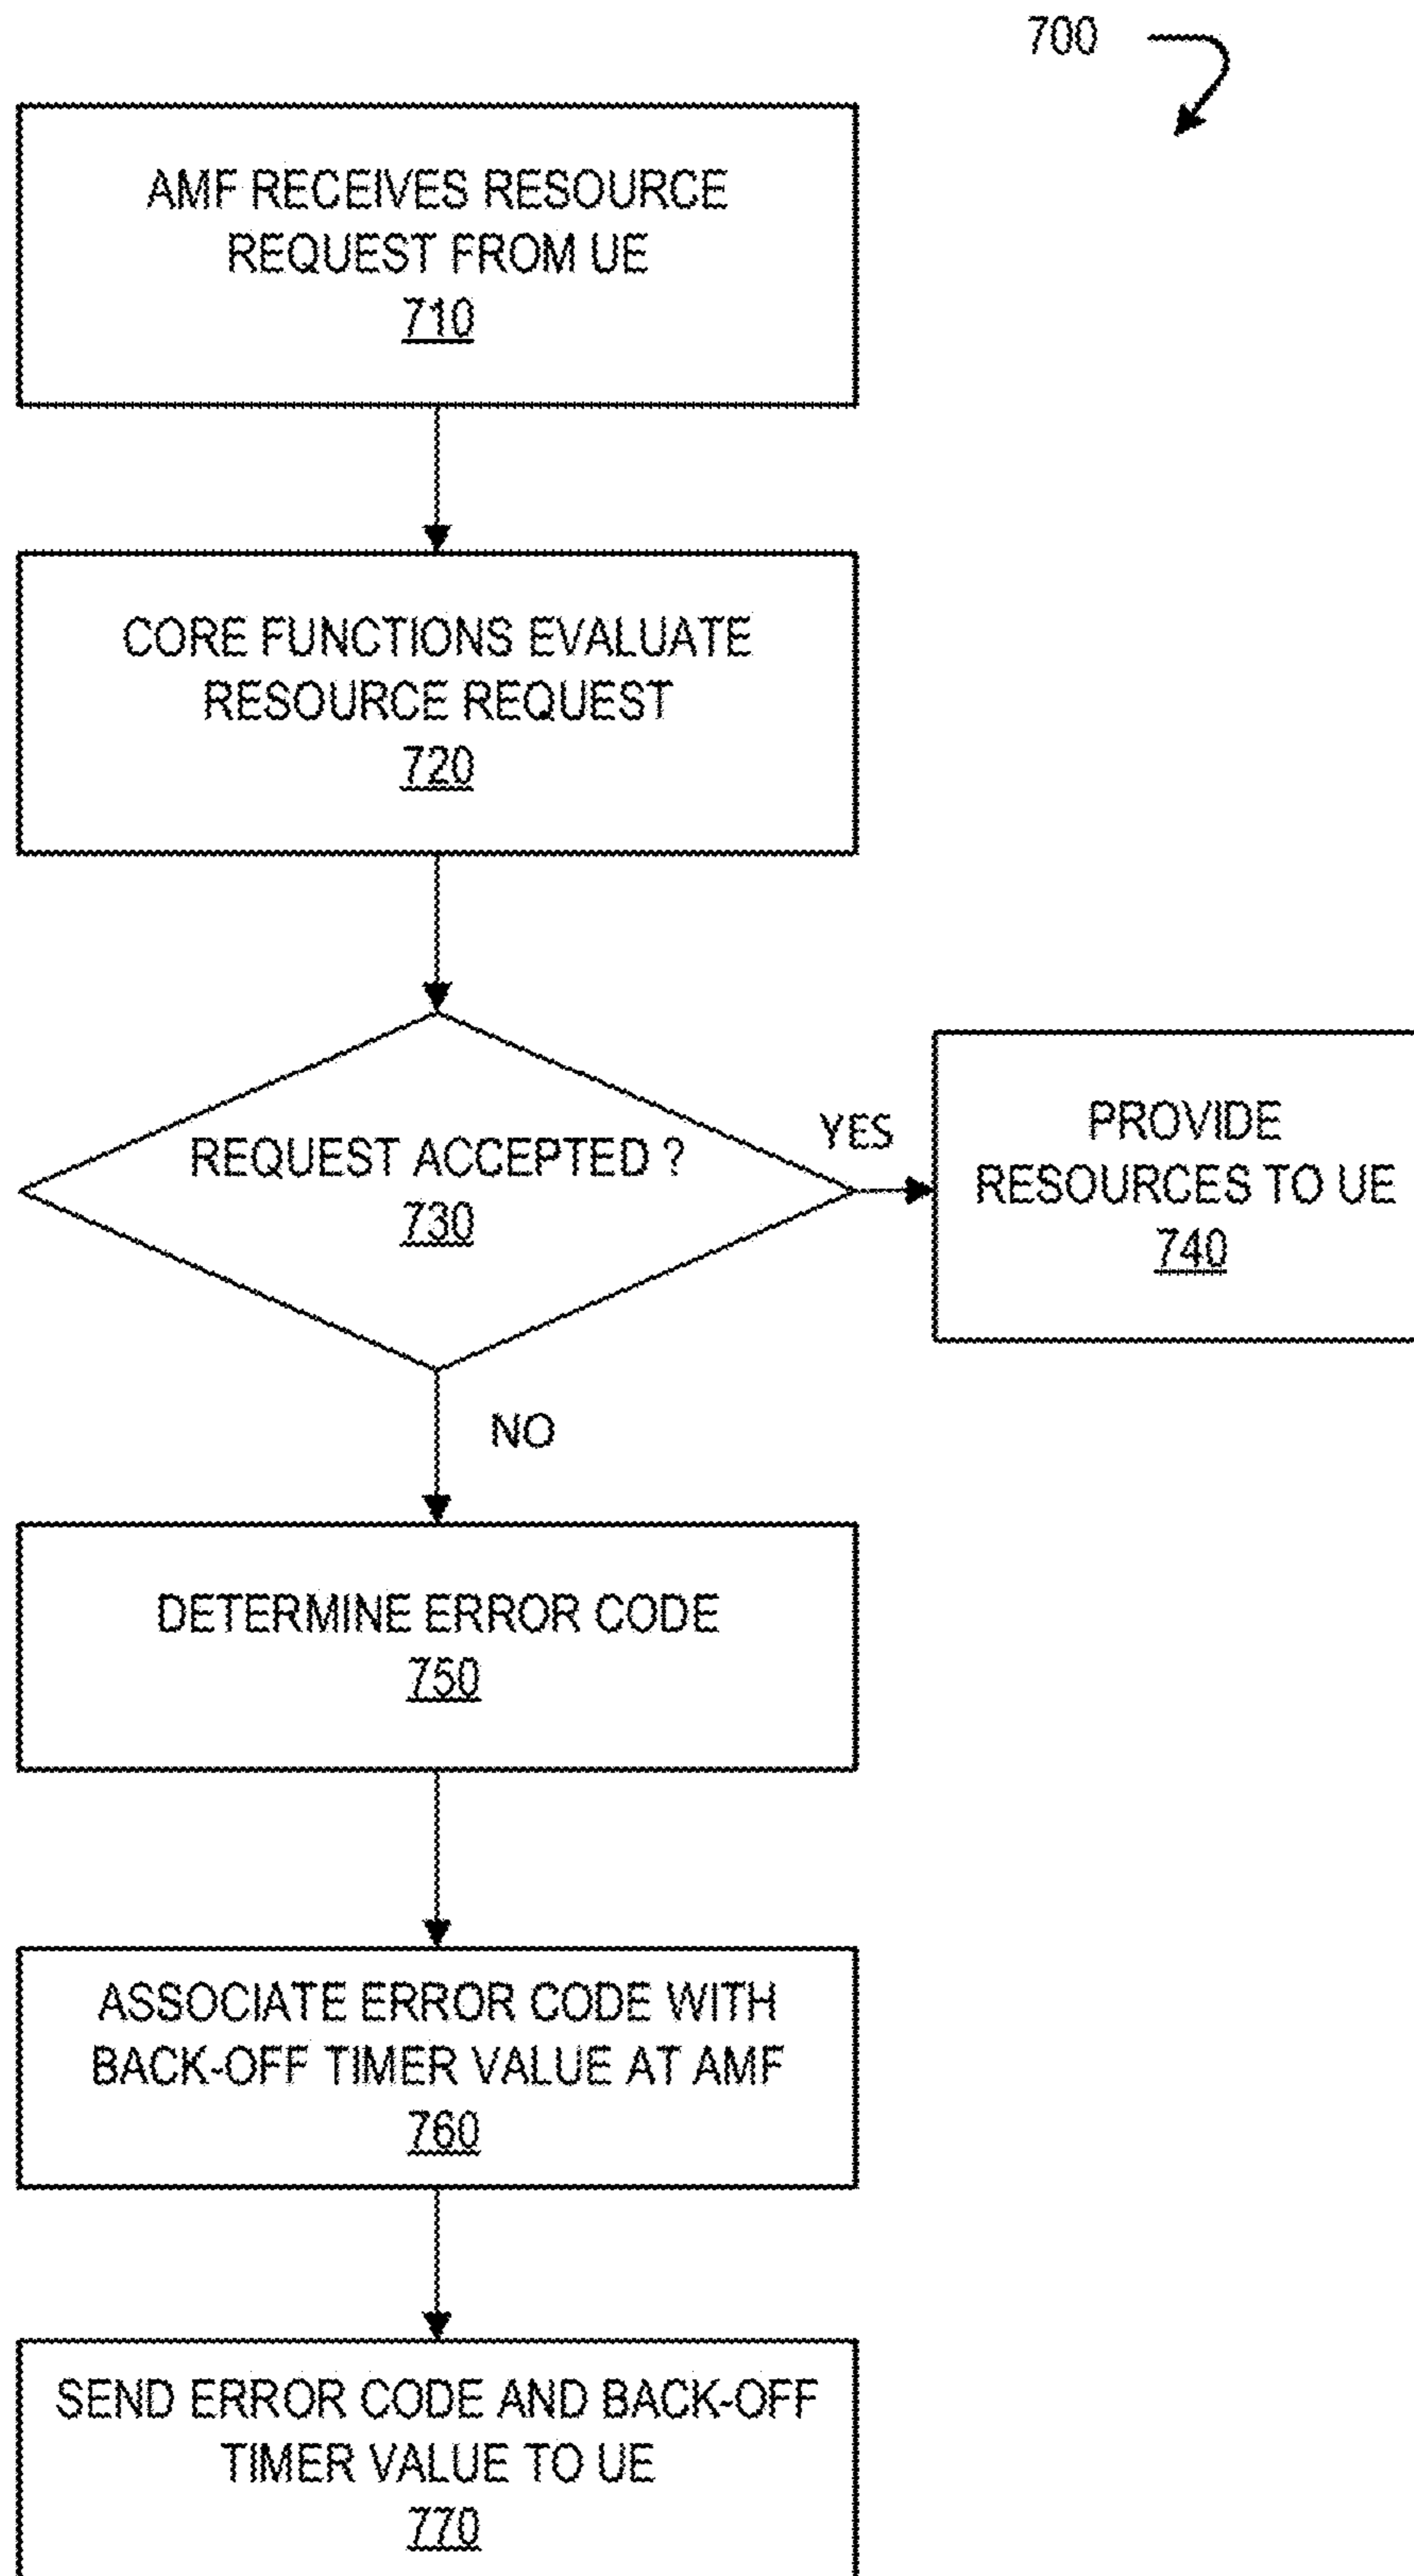 700
AMF RECEIVES RESOURCE
REQUEST FROM UE
710
CORE FUNCTIONS EVALUATE
RESOURCE REQUEST
720
REQUEST ACCEPTED ?
730
YES
PROVIDE
RESOURCES TO UE
740
NO
DETERMINE ERROR CODE
750
ASSOCIATE ERROR CODE WITH
BACK-OFF TIMER VALUE AT AMF
760
SEND ERROR CODE AND BACK-OFF
TIMER VALUE TO UE
770